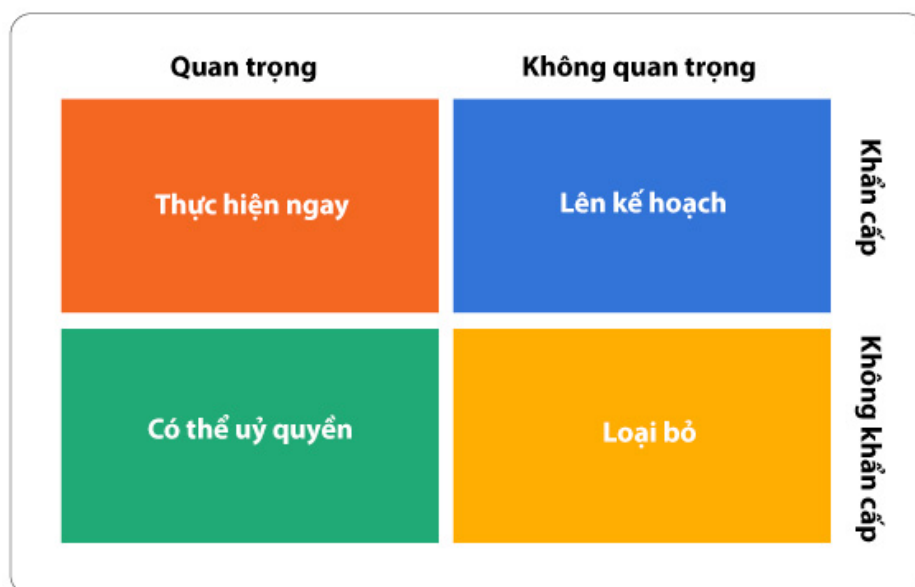 Quan trọng
Không quan trọng
Thực hiện ngay
Lên kế hoạch
Khẩn cấp
Có thể uỷ quyền
Loại bỏ
Không khẩn cấp